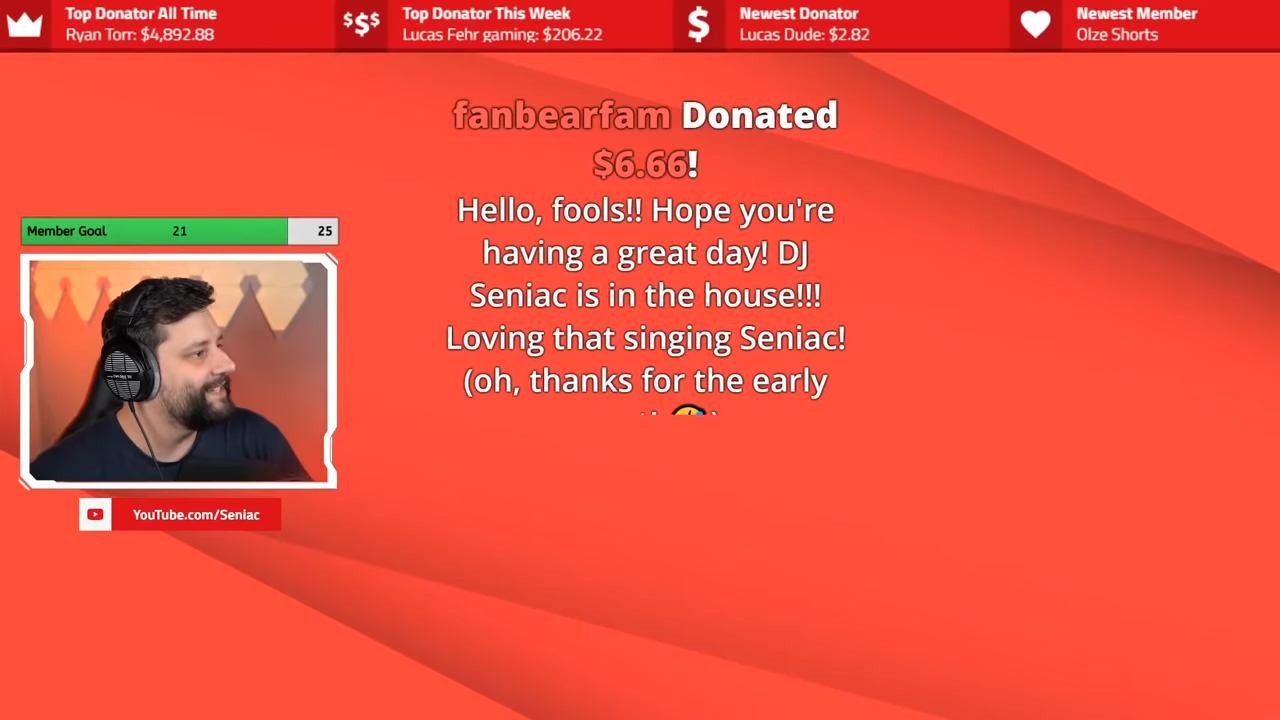 Top Donator All Time
Ryan Torr: $4,892.88
$$$
Top Donator This Week
Lucas Fehr gaming: $206.22
$
Newest Donator
Lucas Dude: $2.82
Newest Member
Olze Shorts
fanbearfam Donated
$6.66!
Hello, fools!! Hope you're
having a great day! DJ
Seniac is in the house!!!
Loving that singing Seniac!
(oh, thanks for the early
Member Goal 21 25
YouTube.com/Seniac